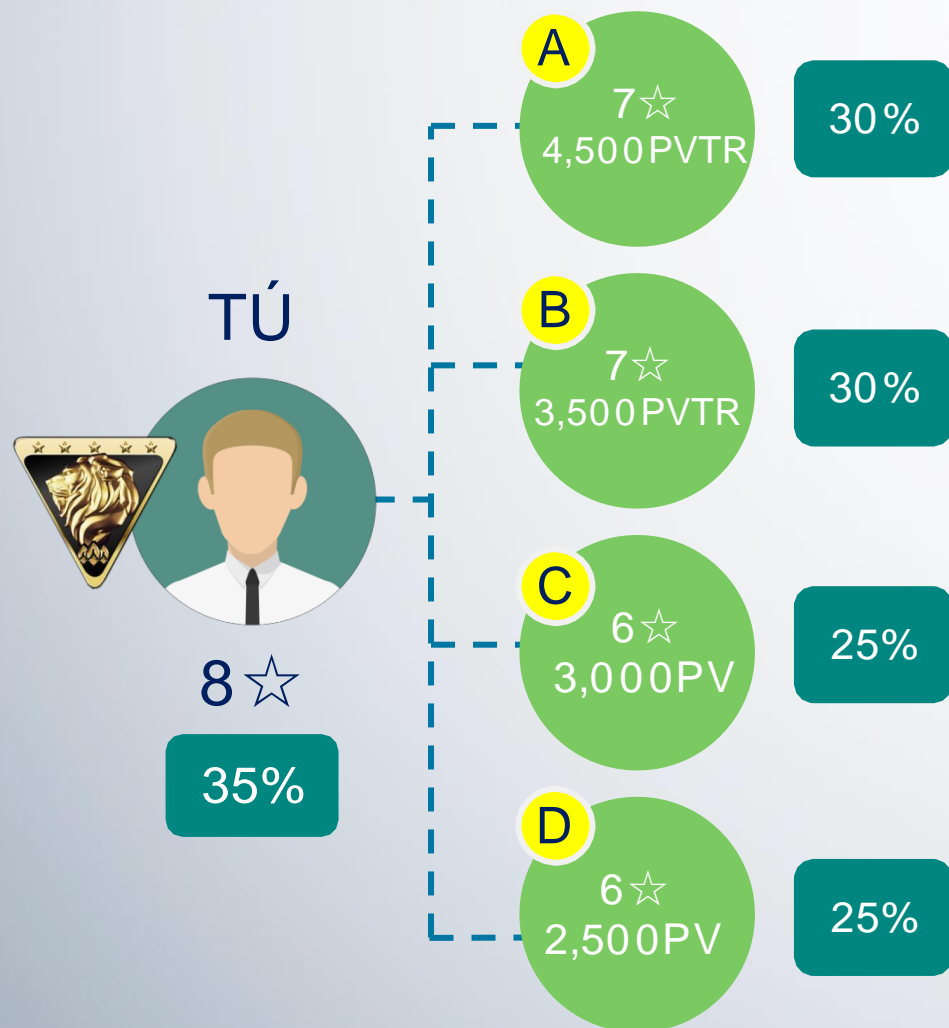 A
7☆
4,500PVTR
30%
B
7☆
3,500PVTR
30%
TÚ
8☆
35%
C
6☆
3,000PV
25%
D
6☆
2,500PV
25%